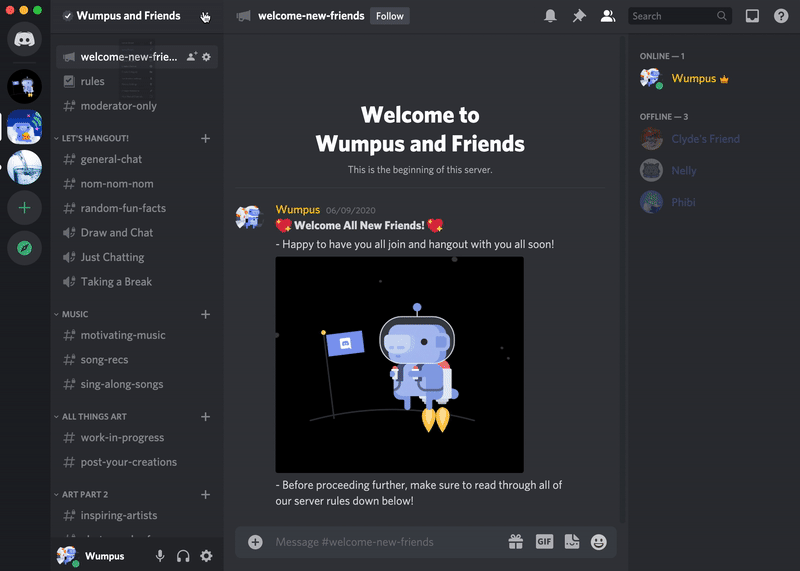 Wumpus and Friends
welcome-new-frie...
rules
moderator-only
LET'S HANGOUT!
general-chat
nom-nom-nom
random-fun-facts
Draw and Chat
Just Chatting
Taking a Break
MUSIC
motivating-music
song-recs
sing-along-songs
ALL THINGS ART
work-in-progress
post-your-creations
ART PART 2
inspiring-artists
Wumpus
welcome-new-friends
Follow
Search
Welcome to
Wumpus and Friends
This is the beginning of this server.
Wumpus 06/09/2020
Welcome All New Friends!
- Happy to have you all join and hangout with you all soon!
- Before proceeding further, make sure to read through all of
our server rules down below!
Message #welcome-new-friends
GIF
ONLINE — 1
Wumpus
OFFLINE — 3
Clyde's Friend
Nelly
Phibi